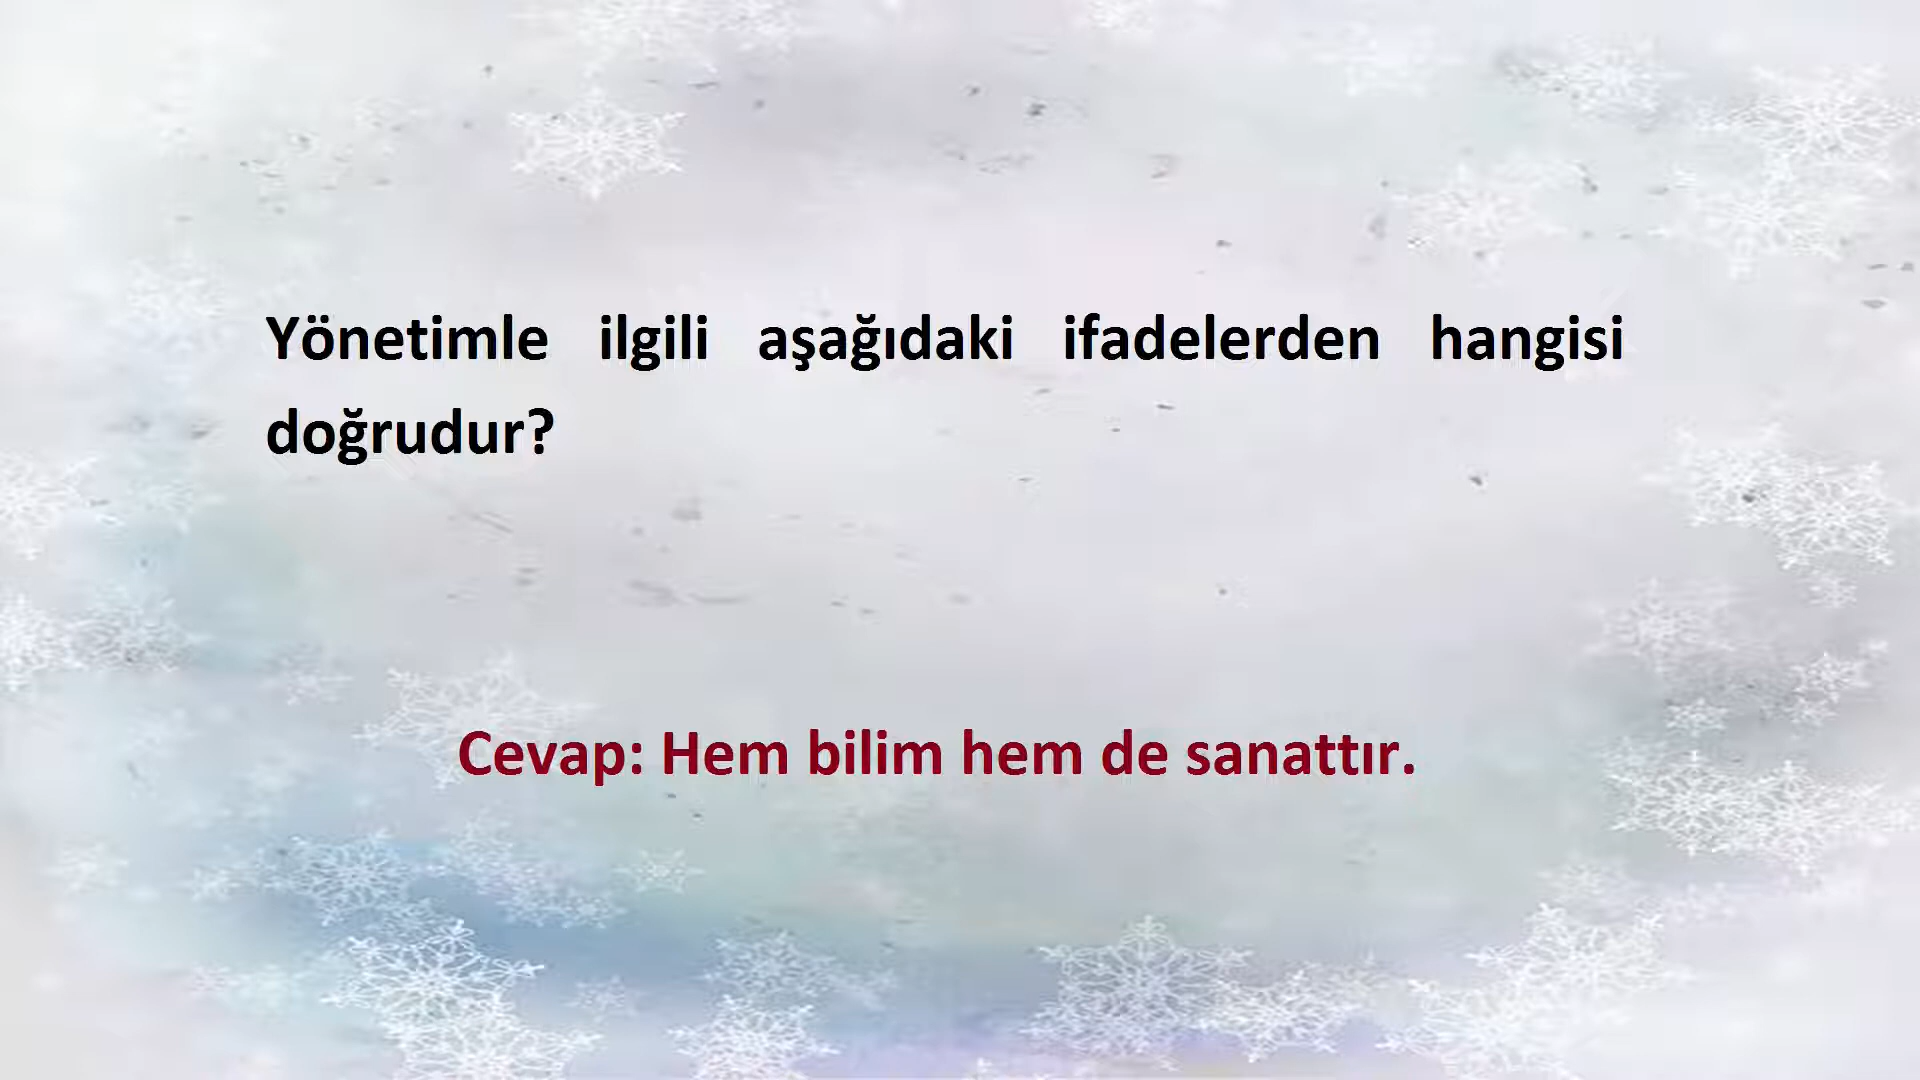 Yönetimle ilgili aşağıdaki ifadelerden hangisi
doğrudur?
Cevap: Hem bilim hem de sanattır.